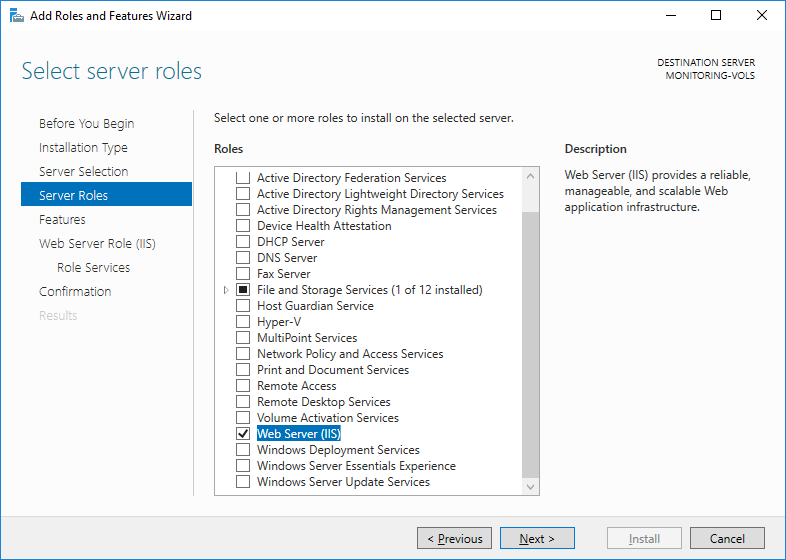 Add Roles and Features Wizard
Select server roles
DESTINATION SERVER
MONITORING-VOLS
Before You Begin
Installation Type
Server Selection
Server Roles
Features
Web Server Role (IIS)
Role Services
Confirmation
Results
Select one or more roles to install on the selected server.
Roles
Active Directory Federation Services
Active Directory Lightweight Directory Services
Active Directory Rights Management Services
Device Health Attestation
DHCP Server
DNS Server
Fax Server
File and Storage Services (1 of 12 installed)
Host Guardian Service
Hyper-V
MultiPoint Services
Network Policy and Access Services
Print and Document Services
Remote Access
Remote Desktop Services
Volume Activation Services
Web Server (IIS)
Windows Deployment Services
Windows Server Essentials Experience
Windows Server Update Services
Description
Web Server (IIS) provides a reliable,
manageable, and scalable Web
application infrastructure.
< Previous
Next >
Install
Cancel